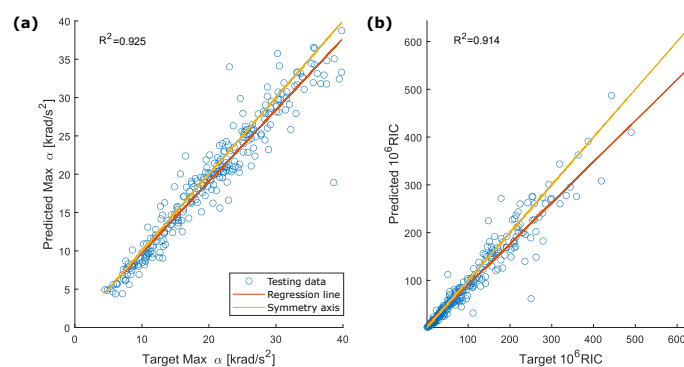 (a)
R²=0.925
Predicted Max α [krad/s²]
40
35
30
25
20
15
10
5
0
0 10 20 30 40
Target Max α [krad/s²]
Testing data
Regression line
Symmetry axis
(b)
R²=0.914
Predicted 10⁶RIC
600
500
400
300
200
100
100 200 300 400 500 600
Target 10⁶RIC